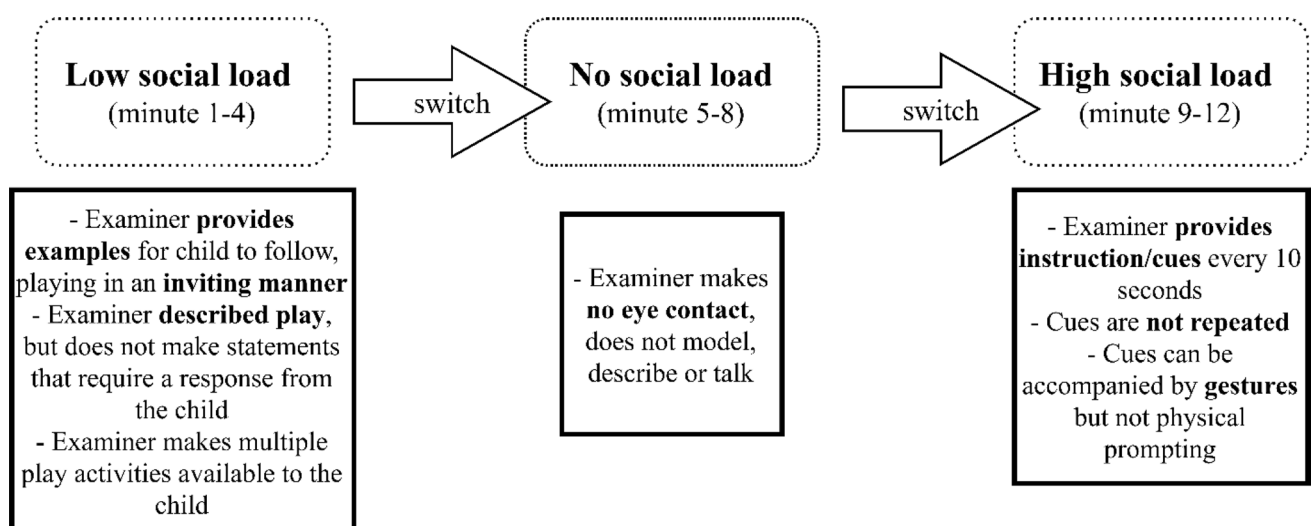 Low social load
(minute 1-4)
switch
No social load
(minute 5-8)
switch
High social load
(minute 9-12)
- Examiner provides
examples for child to follow,
playing in an inviting manner
- Examiner described play,
but does not make statements
that require a response from
the child
- Examiner makes multiple
play activities available to the
child
- Examiner makes
no eye contact,
does not model,
describe or talk
- Examiner provides
instruction/cues every 10
seconds
- Cues are not repeated
- Cues can be
accompanied by gestures
but not physical
prompting